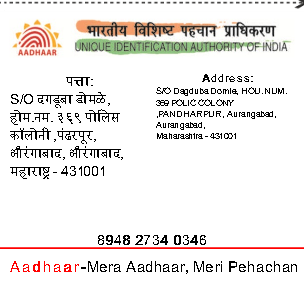 भारतीय विशिष्ट पहचान प्राधिकरण
UNIQUE IDENTIFICATION AUTHORITY OF INDIA
AADHAAR
पत्ता:
S/O दगडूबा डोमळे,
होम.नम. ३६९ पोलिस
कॉलोनी ,पंढरपूर,
औरंगाबाद, औरंगाबाद,
महाराष्ट्र - 431001
Address:
S/O Dagduba Domle, HOU.NUM.
369 POLIC COLONY
,PANDHARPUR, Aurangabad,
Aurangabad,
Maharashtra - 431001
8948 2734 0346
Aadhaar-Mera Aadhaar, Meri Pehachan